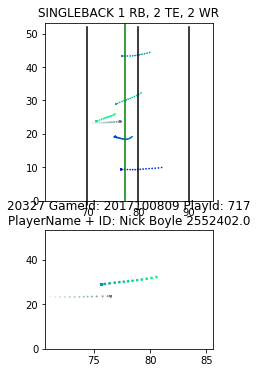 SINGLEBACK 1 RB, 2 TE, 2 WR
50
40
30
20
10
0
70 80 90
20327 GameId: 2017100809 PlayId: 717
PlayerName + ID: Nick Boyle 2552402.0
40
20
0
75 80 85